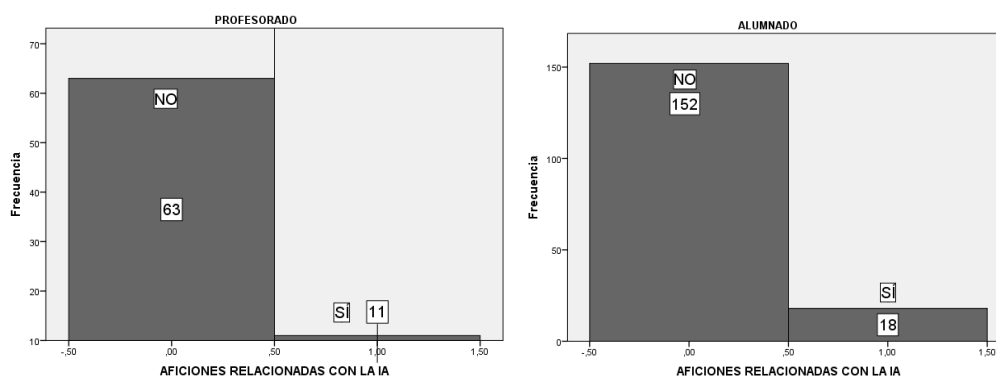 PROFESORADO
70
60
50
40
30
20
10
Frecuencia
NO
63
SÍ
11
-,50
,00
,50
1,00
1,50
AFICIONES RELACIONADAS CON LA IA
ALUMNADO
150
100
50
0
Frecuencia
NO
152
SÍ
18
-,50
,00
,50
1,00
1,50
AFICIONES RELACIONADAS CON LA IA